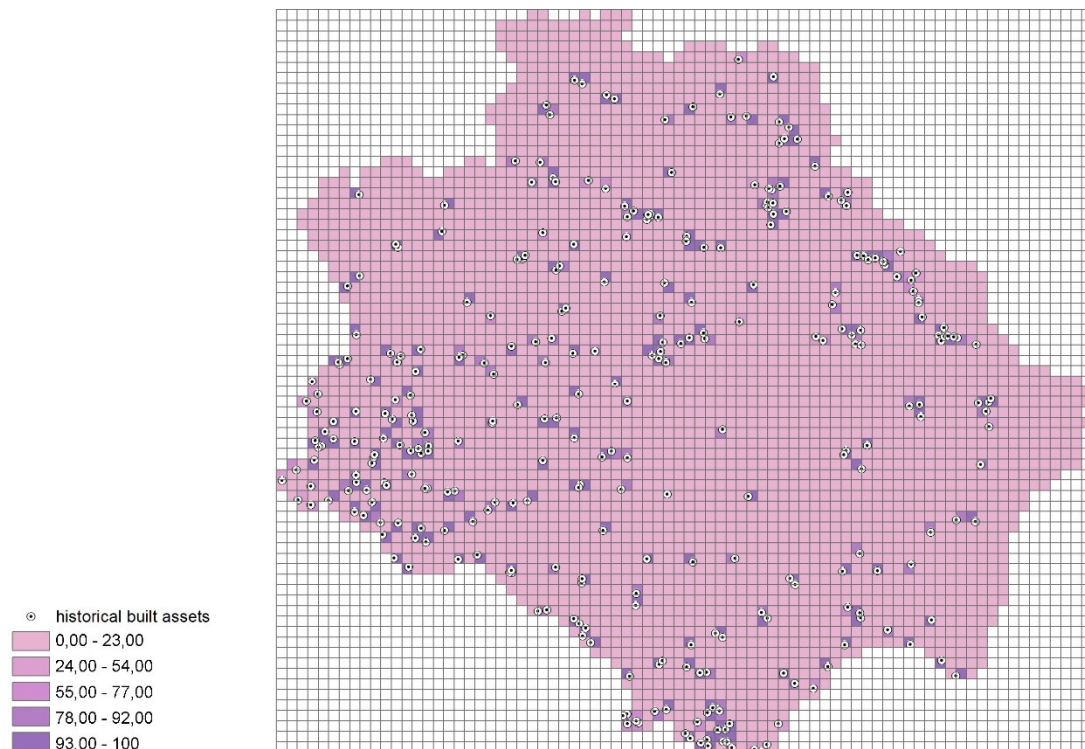 historical built assets
0,00 - 23,00
24,00 - 54,00
55,00 - 77,00
78,00 - 92,00
93,00 - 100